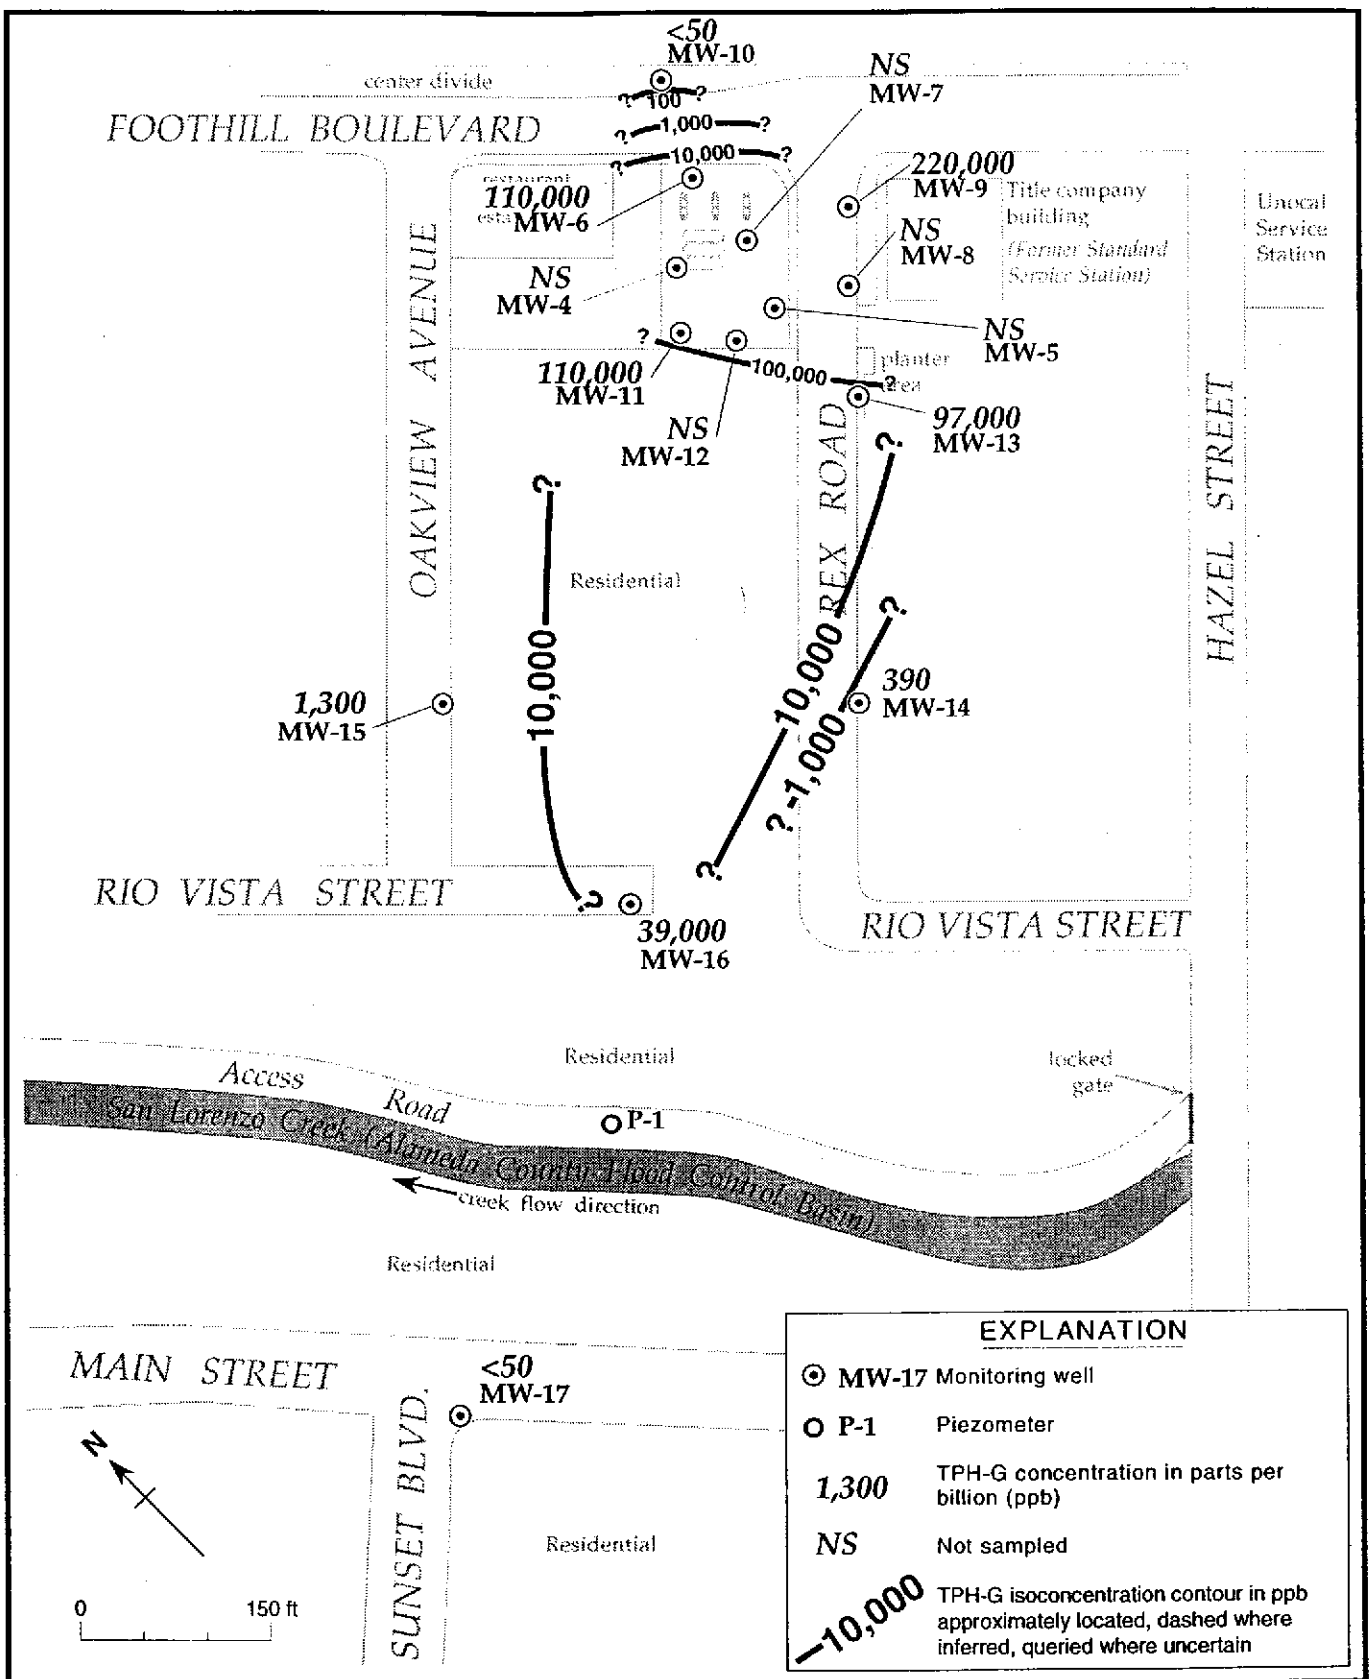 <50
MW-10
center divide
NS
MW-7
? 100 ?
FOOTHILL BOULEVARD
? 1,000 ?
? 10,000 ?
restaurant
110,000
MW-6
220,000
MW-9
Title company
building
(Former Standard
Service Station)
Unocal
Service
Station
NS
MW-8
NS
MW-4
NS
MW-5
?
100,000
?
planter
area
110,000
MW-11
NS
MW-12
97,000
MW-13
OAKVIEW AVENUE
REX ROAD
HAZEL STREET
?
?
Residential
10,000
10,000
?
1,300
MW-15
390
MW-14
? -1,000
?
?
RIO VISTA STREET
39,000
MW-16
RIO VISTA STREET
Residential
locked
gate
Access Road
P-1
San Lorenzo Creek (Alameda County Flood Control Basin)
creek flow direction
Residential
MAIN STREET
<50
MW-17
SUNSET BLVD.
N
Residential
0 150 ft
EXPLANATION
MW-17 Monitoring well
P-1 Piezometer
1,300 TPH-G concentration in parts per
billion (ppb)
NS Not sampled
10,000 TPH-G isoconcentration contour in ppb
approximately located, dashed where
inferred, queried where uncertain